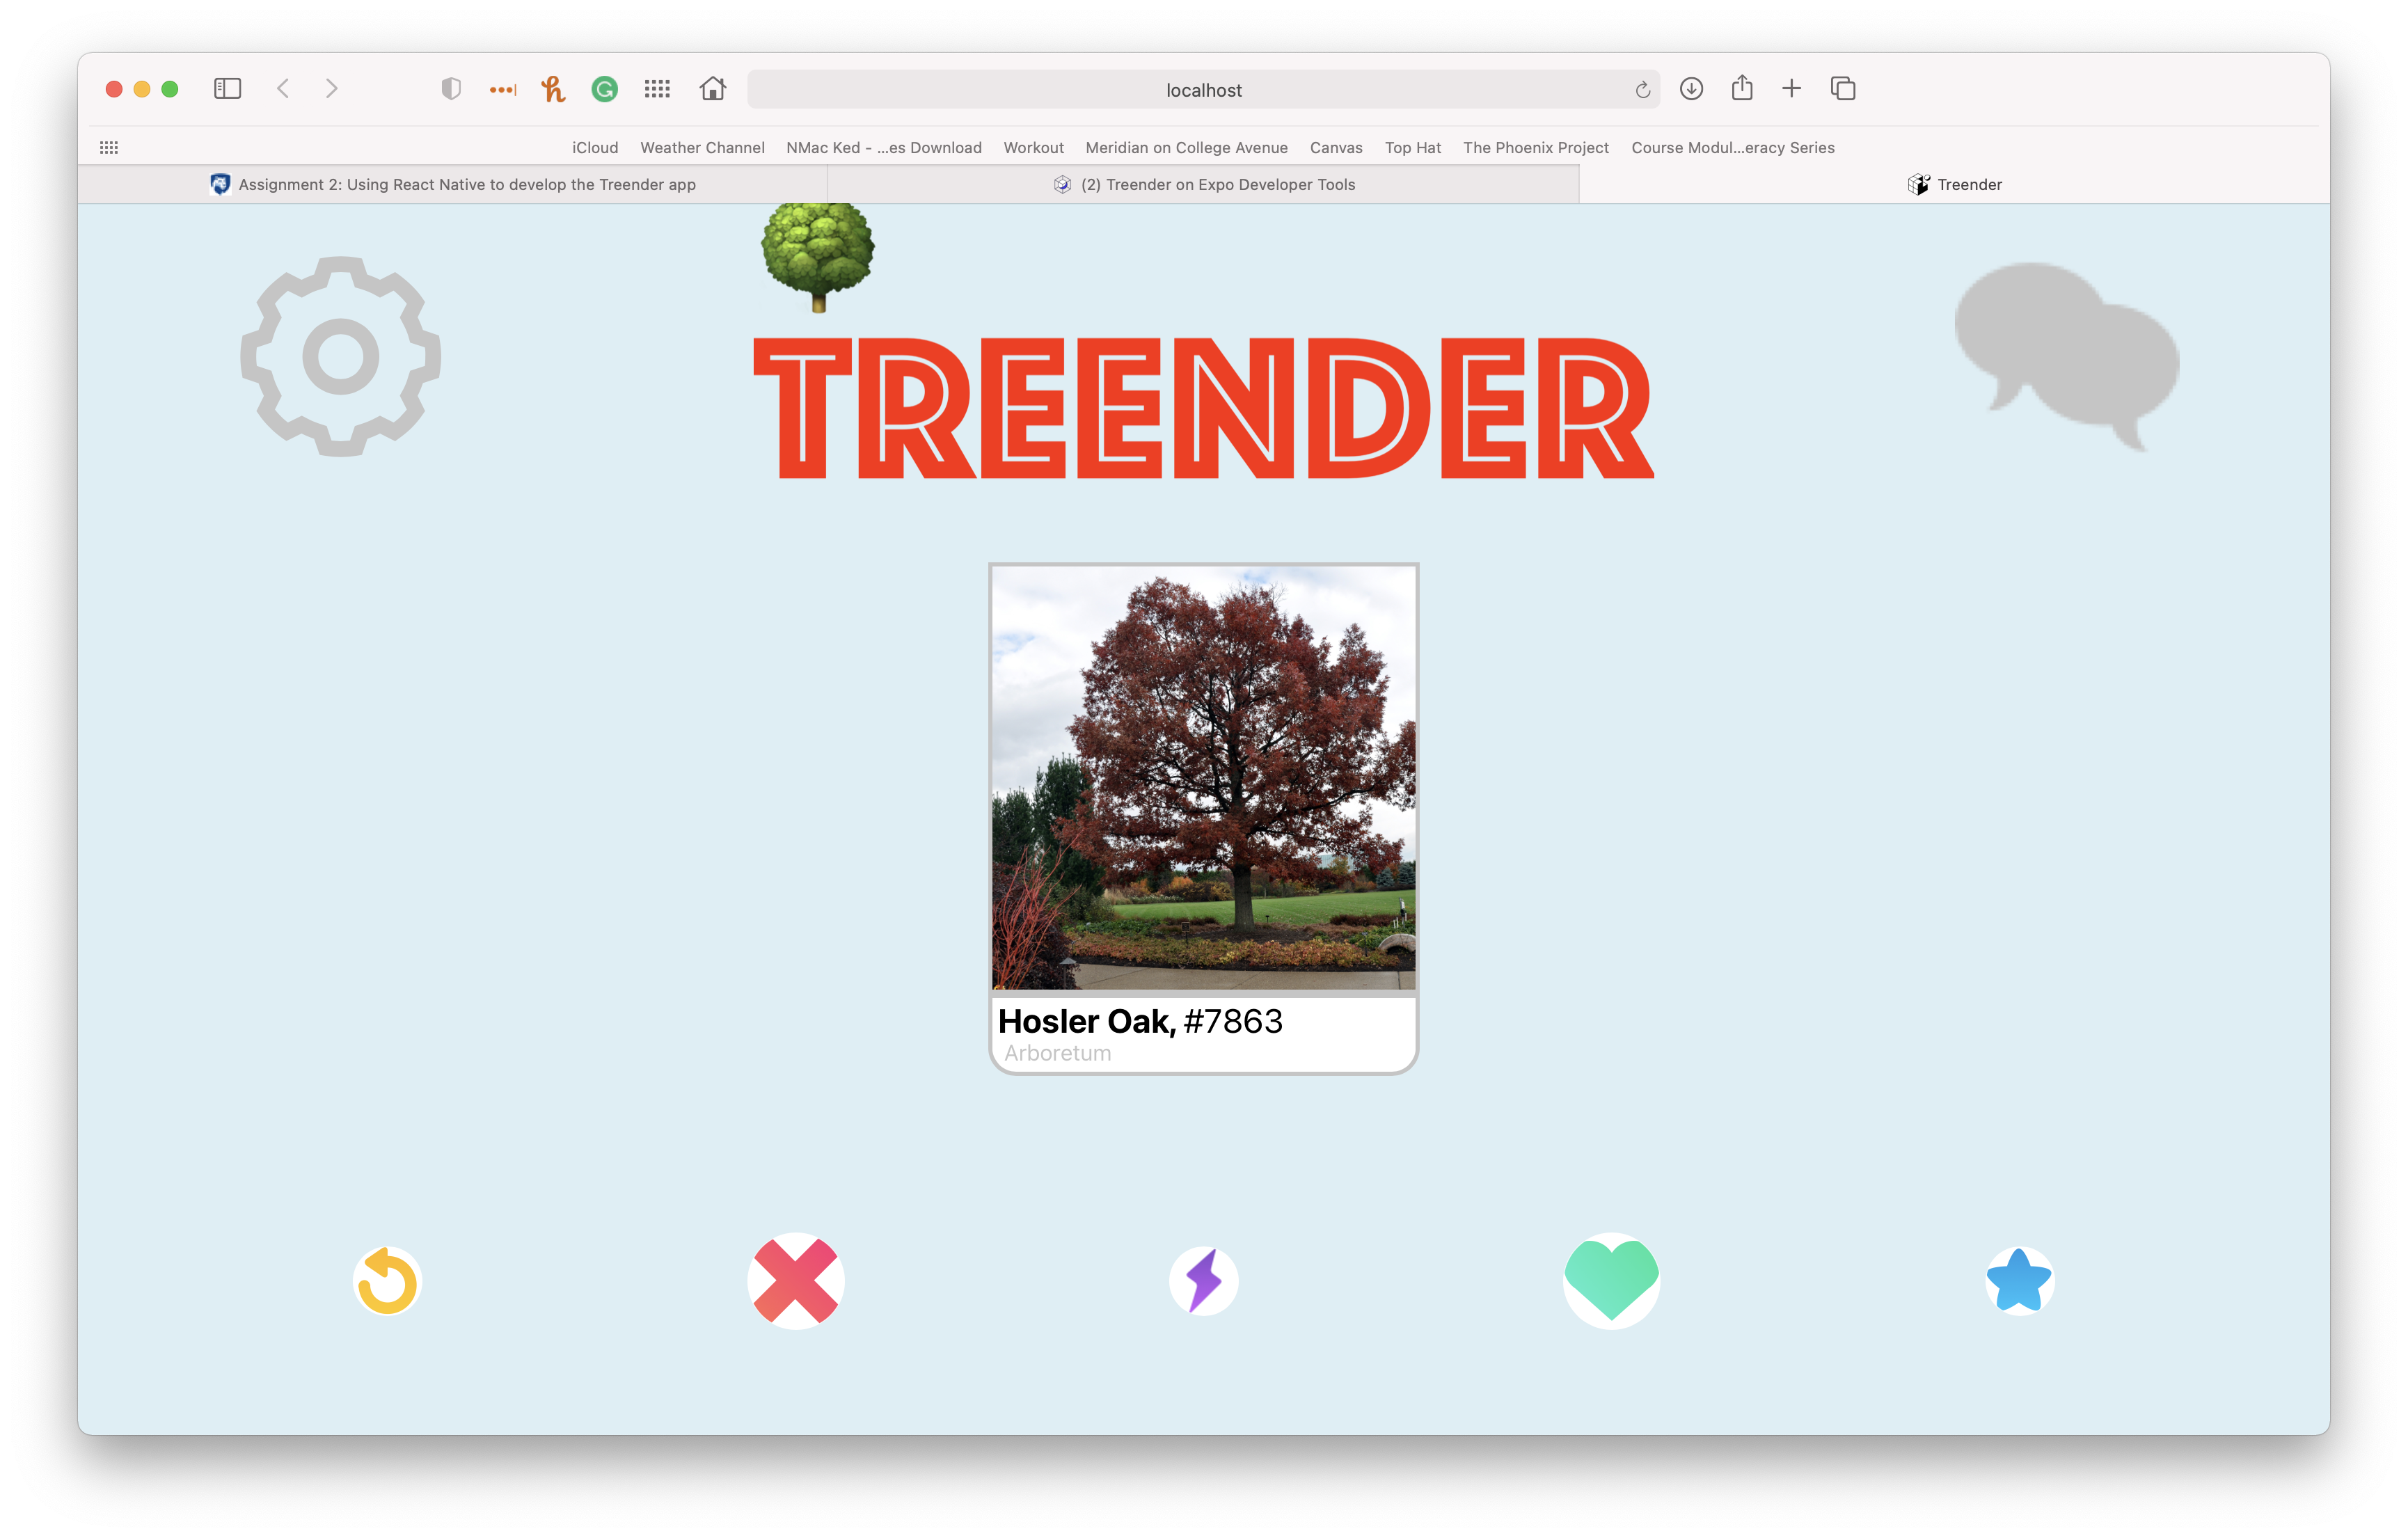 localhost
iCloud Weather Channel NMac Ked - ...es Download Workout Meridian on College Avenue Canvas Top Hat The Phoenix Project Course Modul...eracy Series
Assignment 2: Using React Native to develop the Treender app (2) Treender on Expo Developer Tools Treender
TREENDER
Hosler Oak, #7863
Arboretum